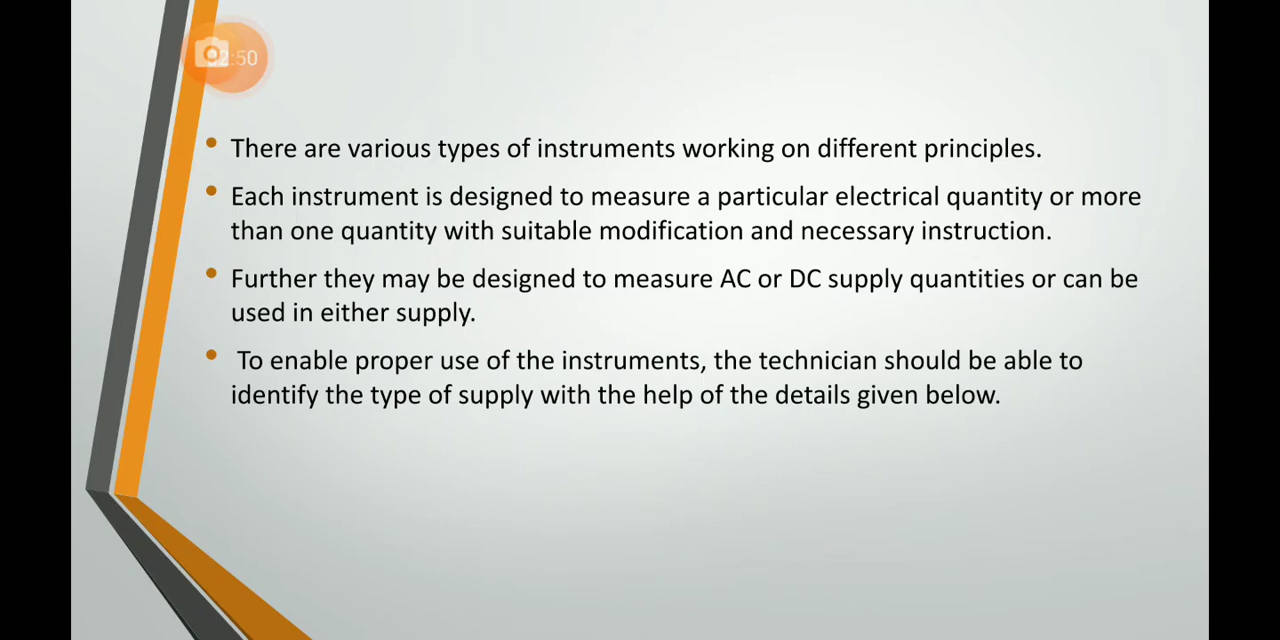 2:50
There are various types of instruments working on different principles.
Each instrument is designed to measure a particular electrical quantity or more
than one quantity with suitable modification and necessary instruction.
Further they may be designed to measure AC or DC supply quantities or can be
used in either supply.
To enable proper use of the instruments, the technician should be able to
identify the type of supply with the help of the details given below.